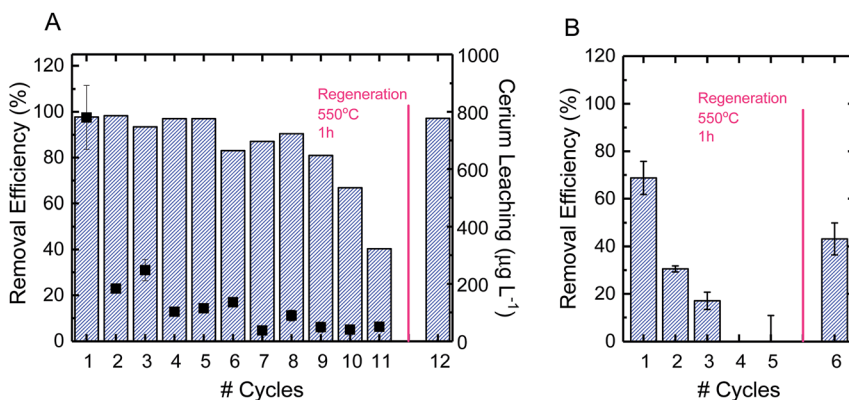 A
Removal Efficiency (%)
120
100
80
60
40
20
0
Regeneration
550ºC
1h
1000
800
600
400
200
0
Cerium Leaching (µg L-1)
1 2 3 4 5 6 7 8 9 10 11 12
# Cycles
B
Removal Efficiency (%)
120
100
80
60
40
20
0
Regeneration
550ºC
1h
1 2 3 4 5 6
# Cycles